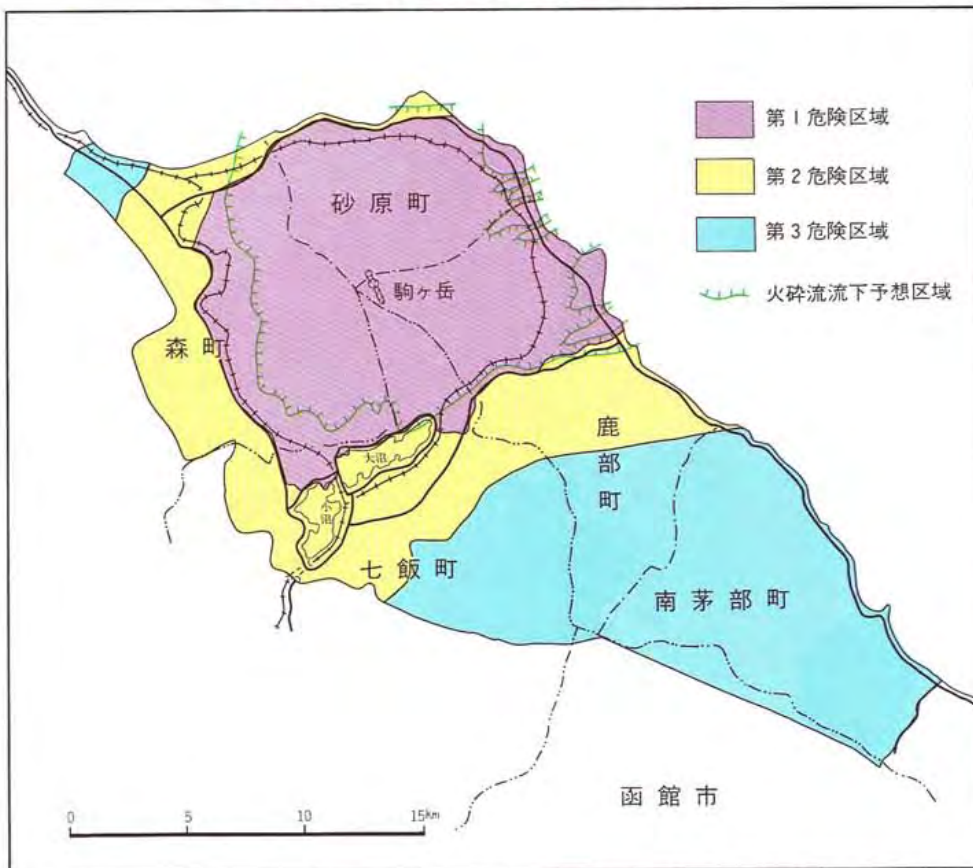 第1危険区域
第2危険区域
第3危険区域
火砕流流下予想区域
砂原町
駒ヶ岳
森町
鹿部町
大沼
小沼
七飯町
南茅部町
函館市
0 5 10 15km